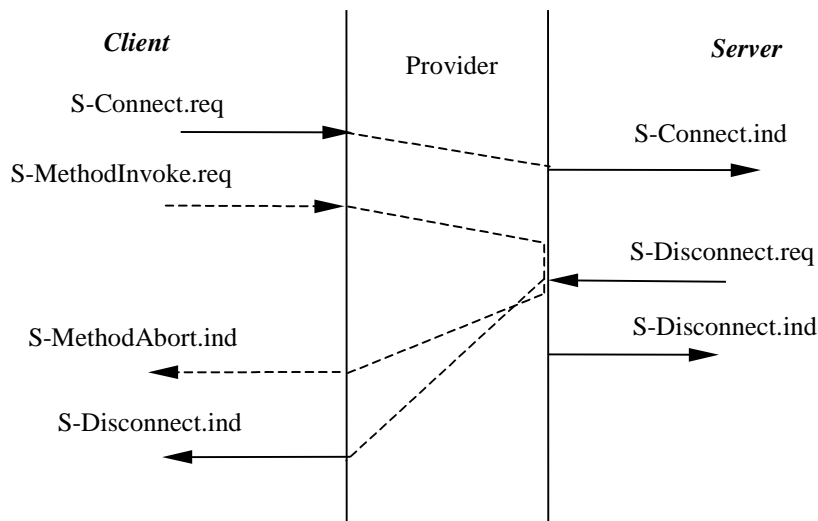 Client
Provider
Server
S-Connect.req
S-Connect.ind
S-MethodInvoke.req
S-Disconnect.req
S-MethodAbort.ind
S-Disconnect.ind
S-Disconnect.ind